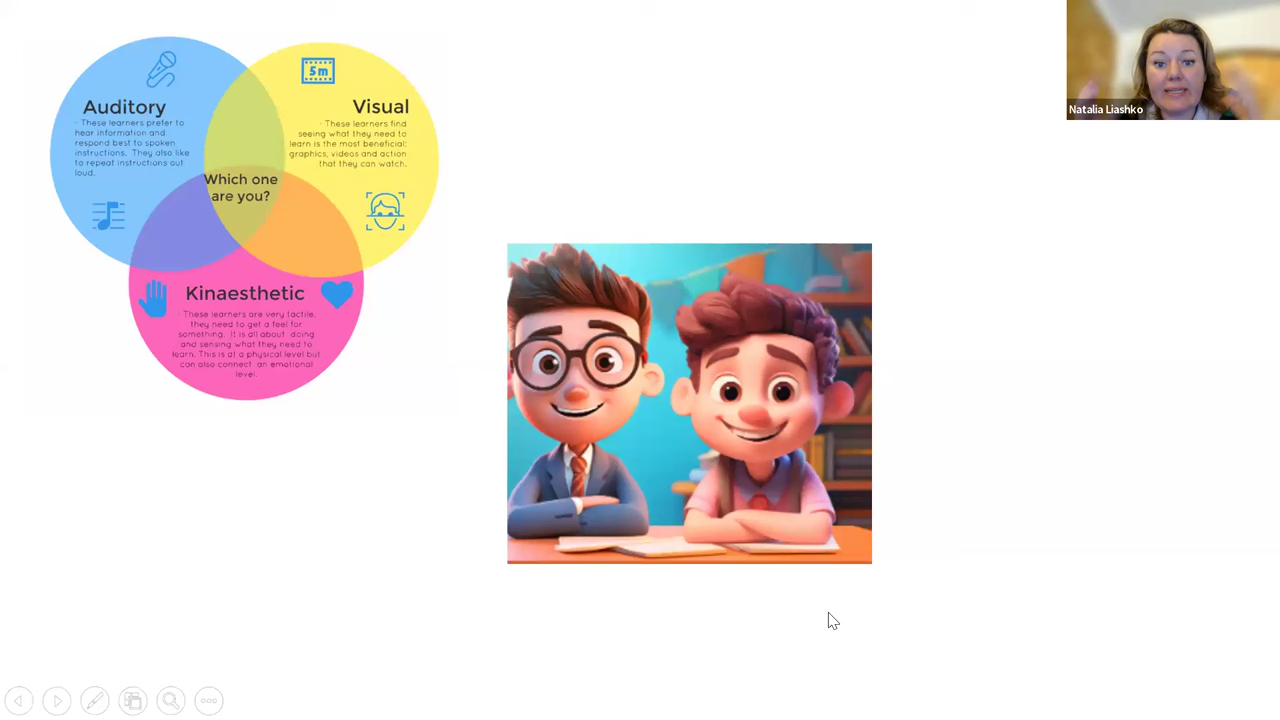 Auditory
· These learners prefer to
hear information and
respond best to spoken
instructions. They also like
to repeat instructions out
loud.
5m
Visual
· These learners find
seeing what they need to
learn is the most beneficial:
graphics, videos and action
that they can watch.
Which one
are you?
Kinaesthetic
· These learners are very tactile,
they need to get a feel for
something. It is all about doing
and sensing what they need to
learn. This is at a physical level but
can also connect an emotional
level.
Natalia Liashko